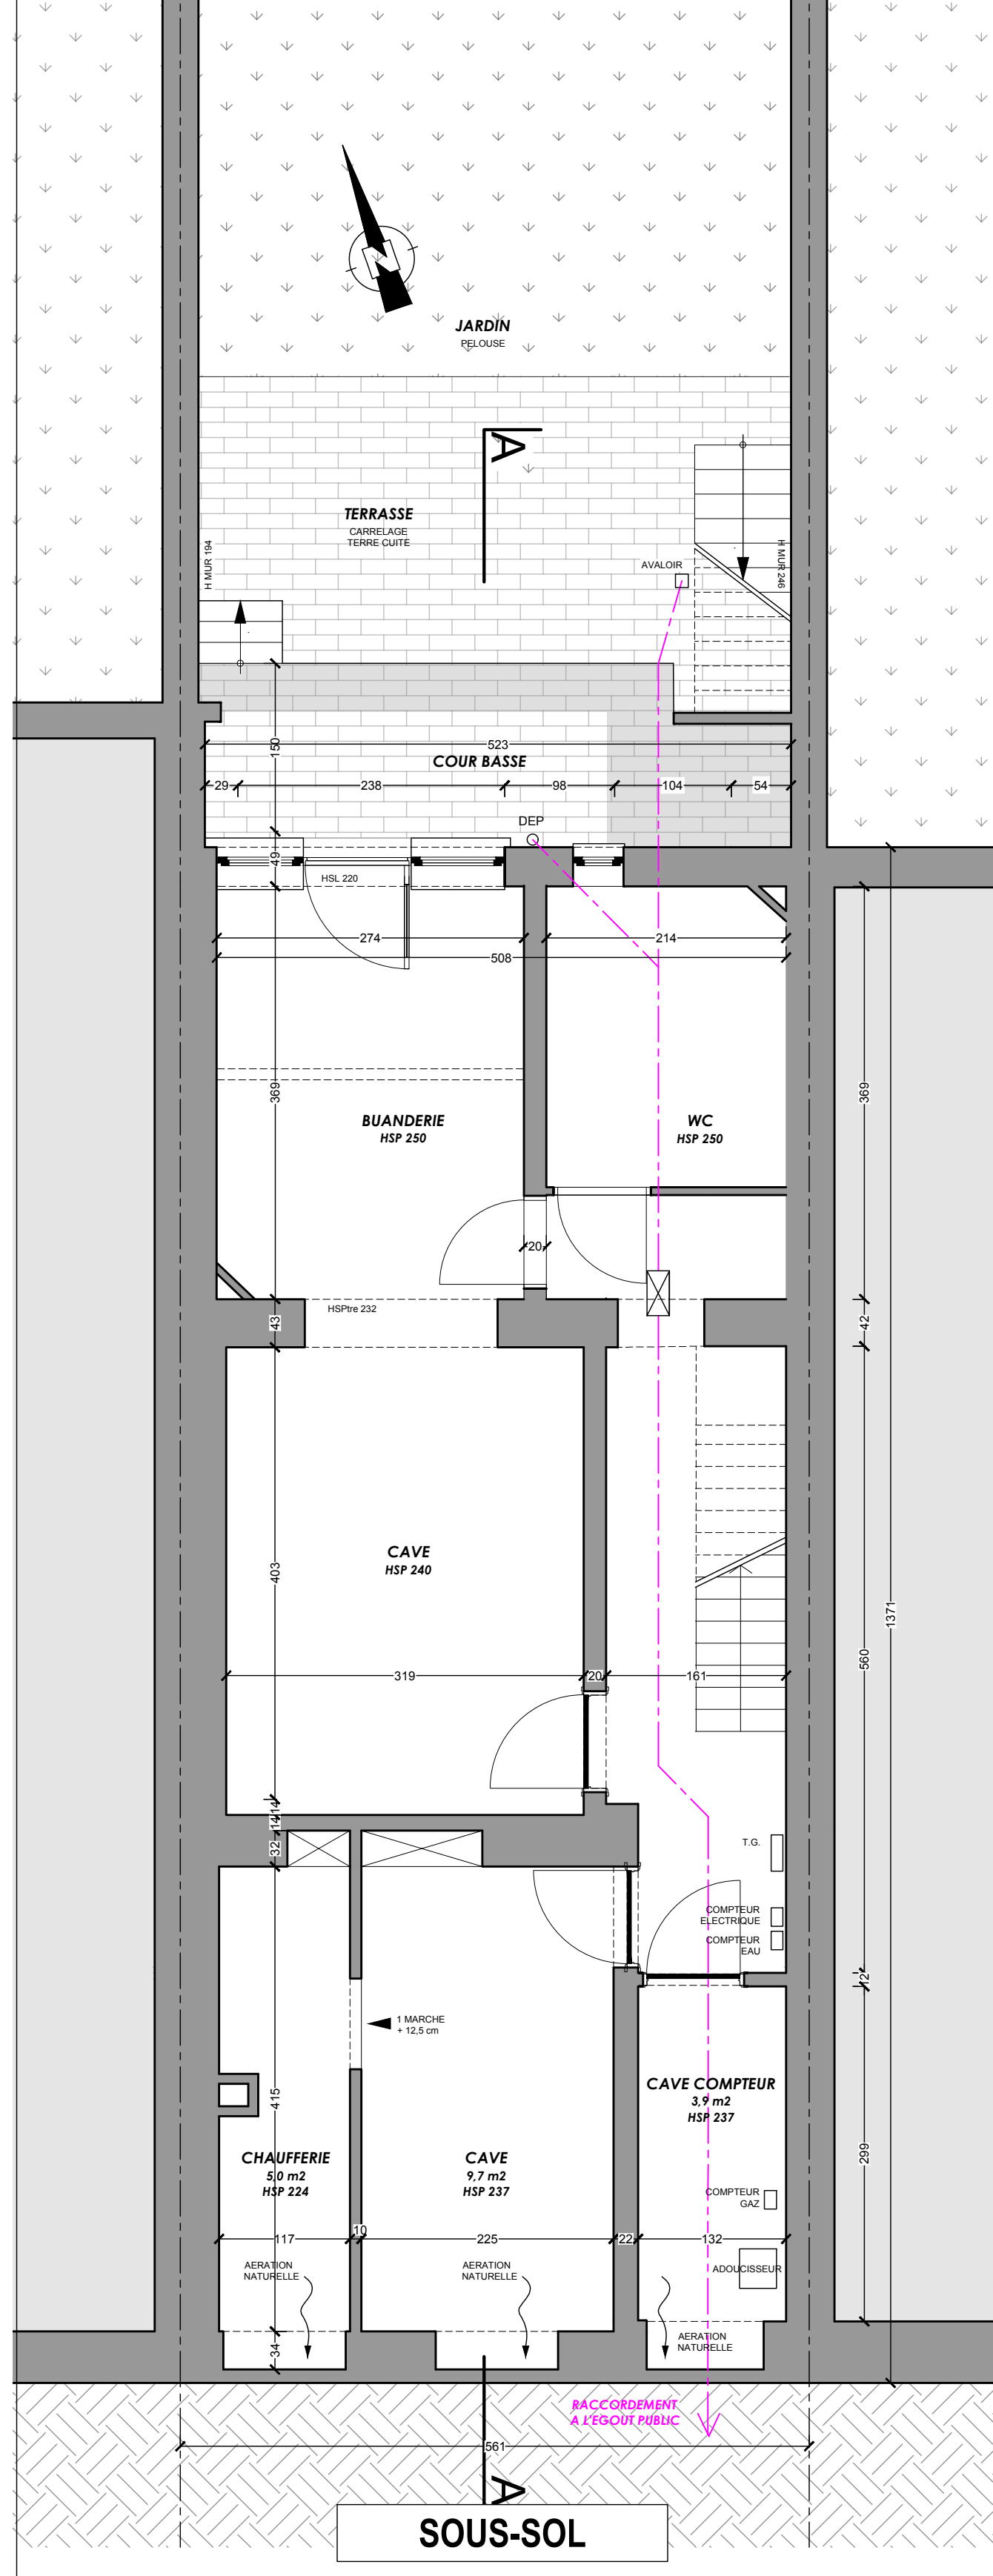 JARDIN
PELOUSE
A
TERRASSE
CARRELAGE
TERRE CUITE
H MUR 194
H MUR 246
AVALOIR
150
523
COUR BASSE
29
238
98
104
54
DEP
49
HSL 220
274
214
508
369
369
BUANDERIE
HSP 250
WC
HSP 250
20
HSPtre 232
43
42
CAVE
HSP 240
403
1371
560
319
20
161
14
14
32
T.G.
COMPTEUR
ELECTRIQUE
COMPTEUR
EAU
12
1 MARCHE
+ 12,5 cm
CAVE COMPTEUR
3,9 m2
HSP 237
415
299
CHAUFFERIE
5,0 m2
HSP 224
CAVE
9,7 m2
HSP 237
COMPTEUR
GAZ
117
10
225
22
132
AERATION
NATURELLE
AERATION
NATURELLE
ADOUCISSEUR
AERATION
NATURELLE
34
RACCORDEMENT
A L'EGOUT PUBLIC
561
A
SOUS-SOL